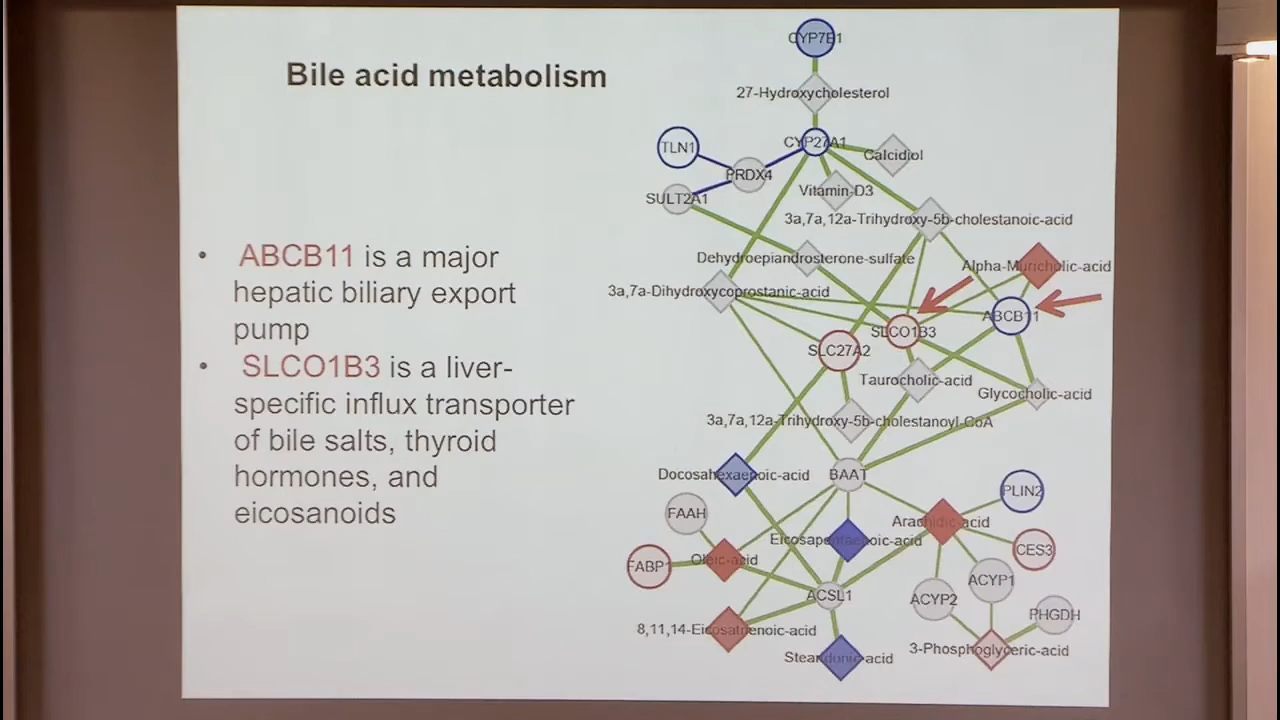 Bile acid metabolism
• ABCB11 is a major
hepatic biliary export
pump
• SLCO1B3 is a liver-
specific influx transporter
of bile salts, thyroid
hormones, and
eicosanoids
CYP7B1
27-Hydroxycholesterol
CYP27A1
TLN1
Calcidiol
PRDX4
SULT2A1
Vitamin-D3
3a,7a,12a-Trihydroxy-5b-cholestanoic-acid
Dehydroepiandrosterone-sulfate
Alpha-Muricholic-acid
3a,7a-Dihydroxycoprostanic-acid
ABCB11
SLCO1B3
SLC27A2
Taurocholic-acid
Glycocholic-acid
3a,7a,12a-Trihydroxy-5b-cholestanoyl-CoA
Docosahexaenoic-acid
BAAT
PLIN2
FAAH
Arachidic-acid
Eicosapentaenoic-acid
CES3
FABP1
Oleic-acid
ACYP1
ACSL1
ACYP2
PHGDH
8,11,14-Eicosatrienoic-acid
3-Phosphoglyceric-acid
Stearidonic-acid